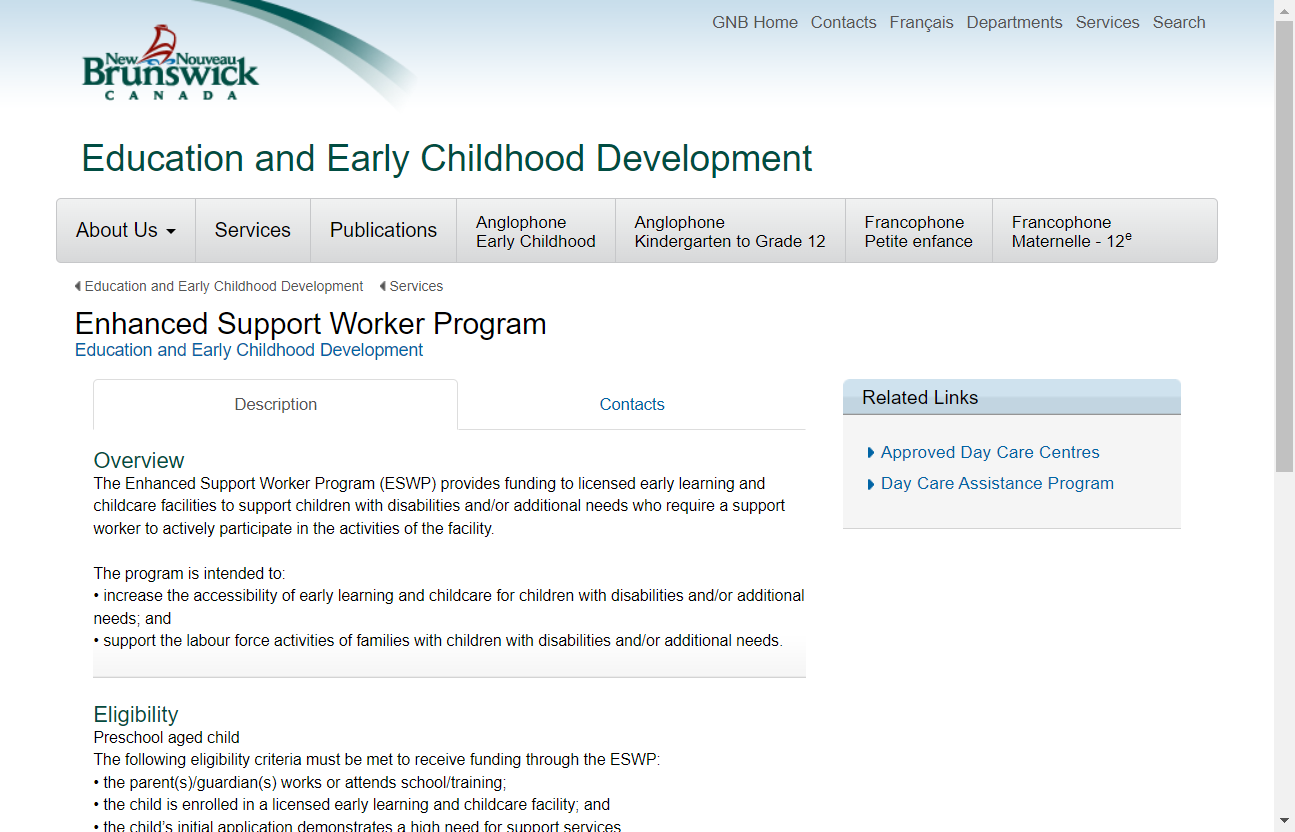 GNB Home Contacts Français Departments Services Search
New Nouveau
Brunswick
CANADA
Education and Early Childhood Development
About Us
Services
Publications
Anglophone
Early Childhood
Anglophone
Kindergarten to Grade 12
Francophone
Petite enfance
Francophone
Maternelle - 12e
Education and Early Childhood Development Services
Enhanced Support Worker Program
Education and Early Childhood Development
Description
Contacts
Overview
The Enhanced Support Worker Program (ESWP) provides funding to licensed early learning and
childcare facilities to support children with disabilities and/or additional needs who require a support
worker to actively participate in the activities of the facility.
The program is intended to:
• increase the accessibility of early learning and childcare for children with disabilities and/or additional
needs; and
• support the labour force activities of families with children with disabilities and/or additional needs.
Eligibility
Preschool aged child
The following eligibility criteria must be met to receive funding through the ESWP:
• the parent(s)/guardian(s) works or attends school/training;
• the child is enrolled in a licensed early learning and childcare facility; and
• the child's initial application demonstrates a high need for support services
Related Links
Approved Day Care Centres
Day Care Assistance Program